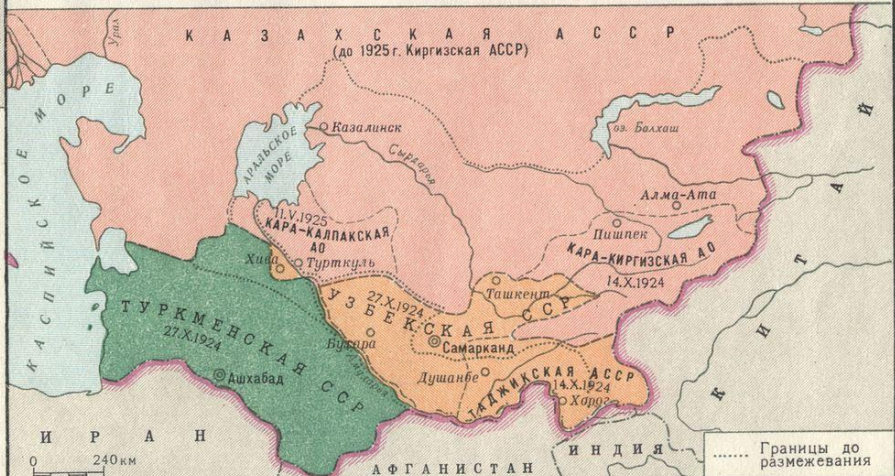 КАЗАХСКАЯ АССР
(до 1925 г. Киргизская АССР)
Урал
КАСПИЙСКОЕ МОРЕ
АРАЛЬСКОЕ
МОРЕ
Казалинск
Сырдарья
оз. Балхаш
Алма-Ата
Пишпек
КАРА-КИРГИЗСКАЯ АО
14.X.1924
11.V.1925
КАРА-КАЛПАКСКАЯ
АО
Хива
Турткуль
Ташкент
УЗБЕКСКАЯ ССР
27.X.1924
Бухара
Самарканд
ТУРКМЕНСКАЯ ССР
27.X.1924
Ашхабад
Амударья
Душанбе
ТАДЖИКСКАЯ АССР
14.X.1924
Хорог
КИТАЙ
ИРАН
АФГАНИСТАН
ИНДИЯ
0 240 км
Границы до
размежевания